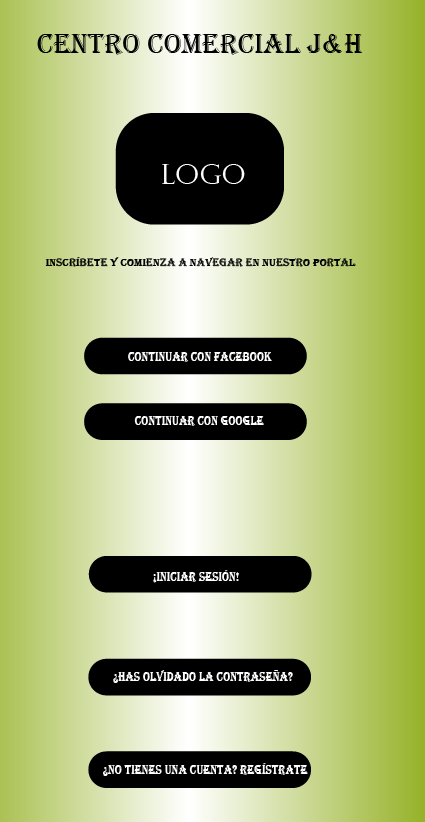 CENTRO COMERCIAL J&H
LOGO
INSCRÍBETE Y COMIENZA A NAVEGAR EN NUESTRO PORTAL
CONTINUAR CON FACEBOOK
CONTINUAR CON GOOGLE
¡INICIAR SESIÓN!
¿HAS OLVIDADO LA CONTRASEÑA?
¿NO TIENES UNA CUENTA? REGÍSTRATE